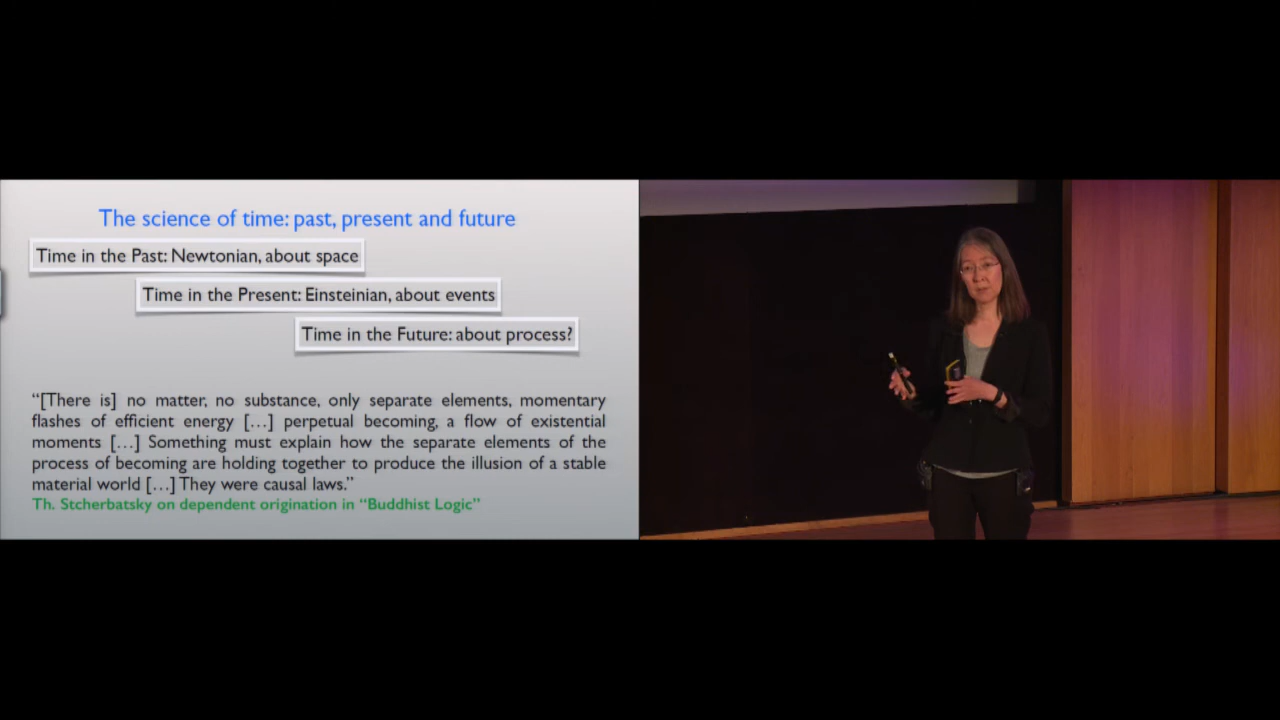 The science of time: past, present and future
Time in the Past: Newtonian, about space
Time in the Present: Einsteinian, about events
Time in the Future: about process?
“[There is] no matter, no substance, only separate elements, momentary
flashes of efficient energy […] perpetual becoming, a flow of existential
moments […] Something must explain how the separate elements of the
process of becoming are holding together to produce the illusion of a stable
material world […] They were causal laws.”
Th. Stcherbatsky on dependent origination in “Buddhist Logic”